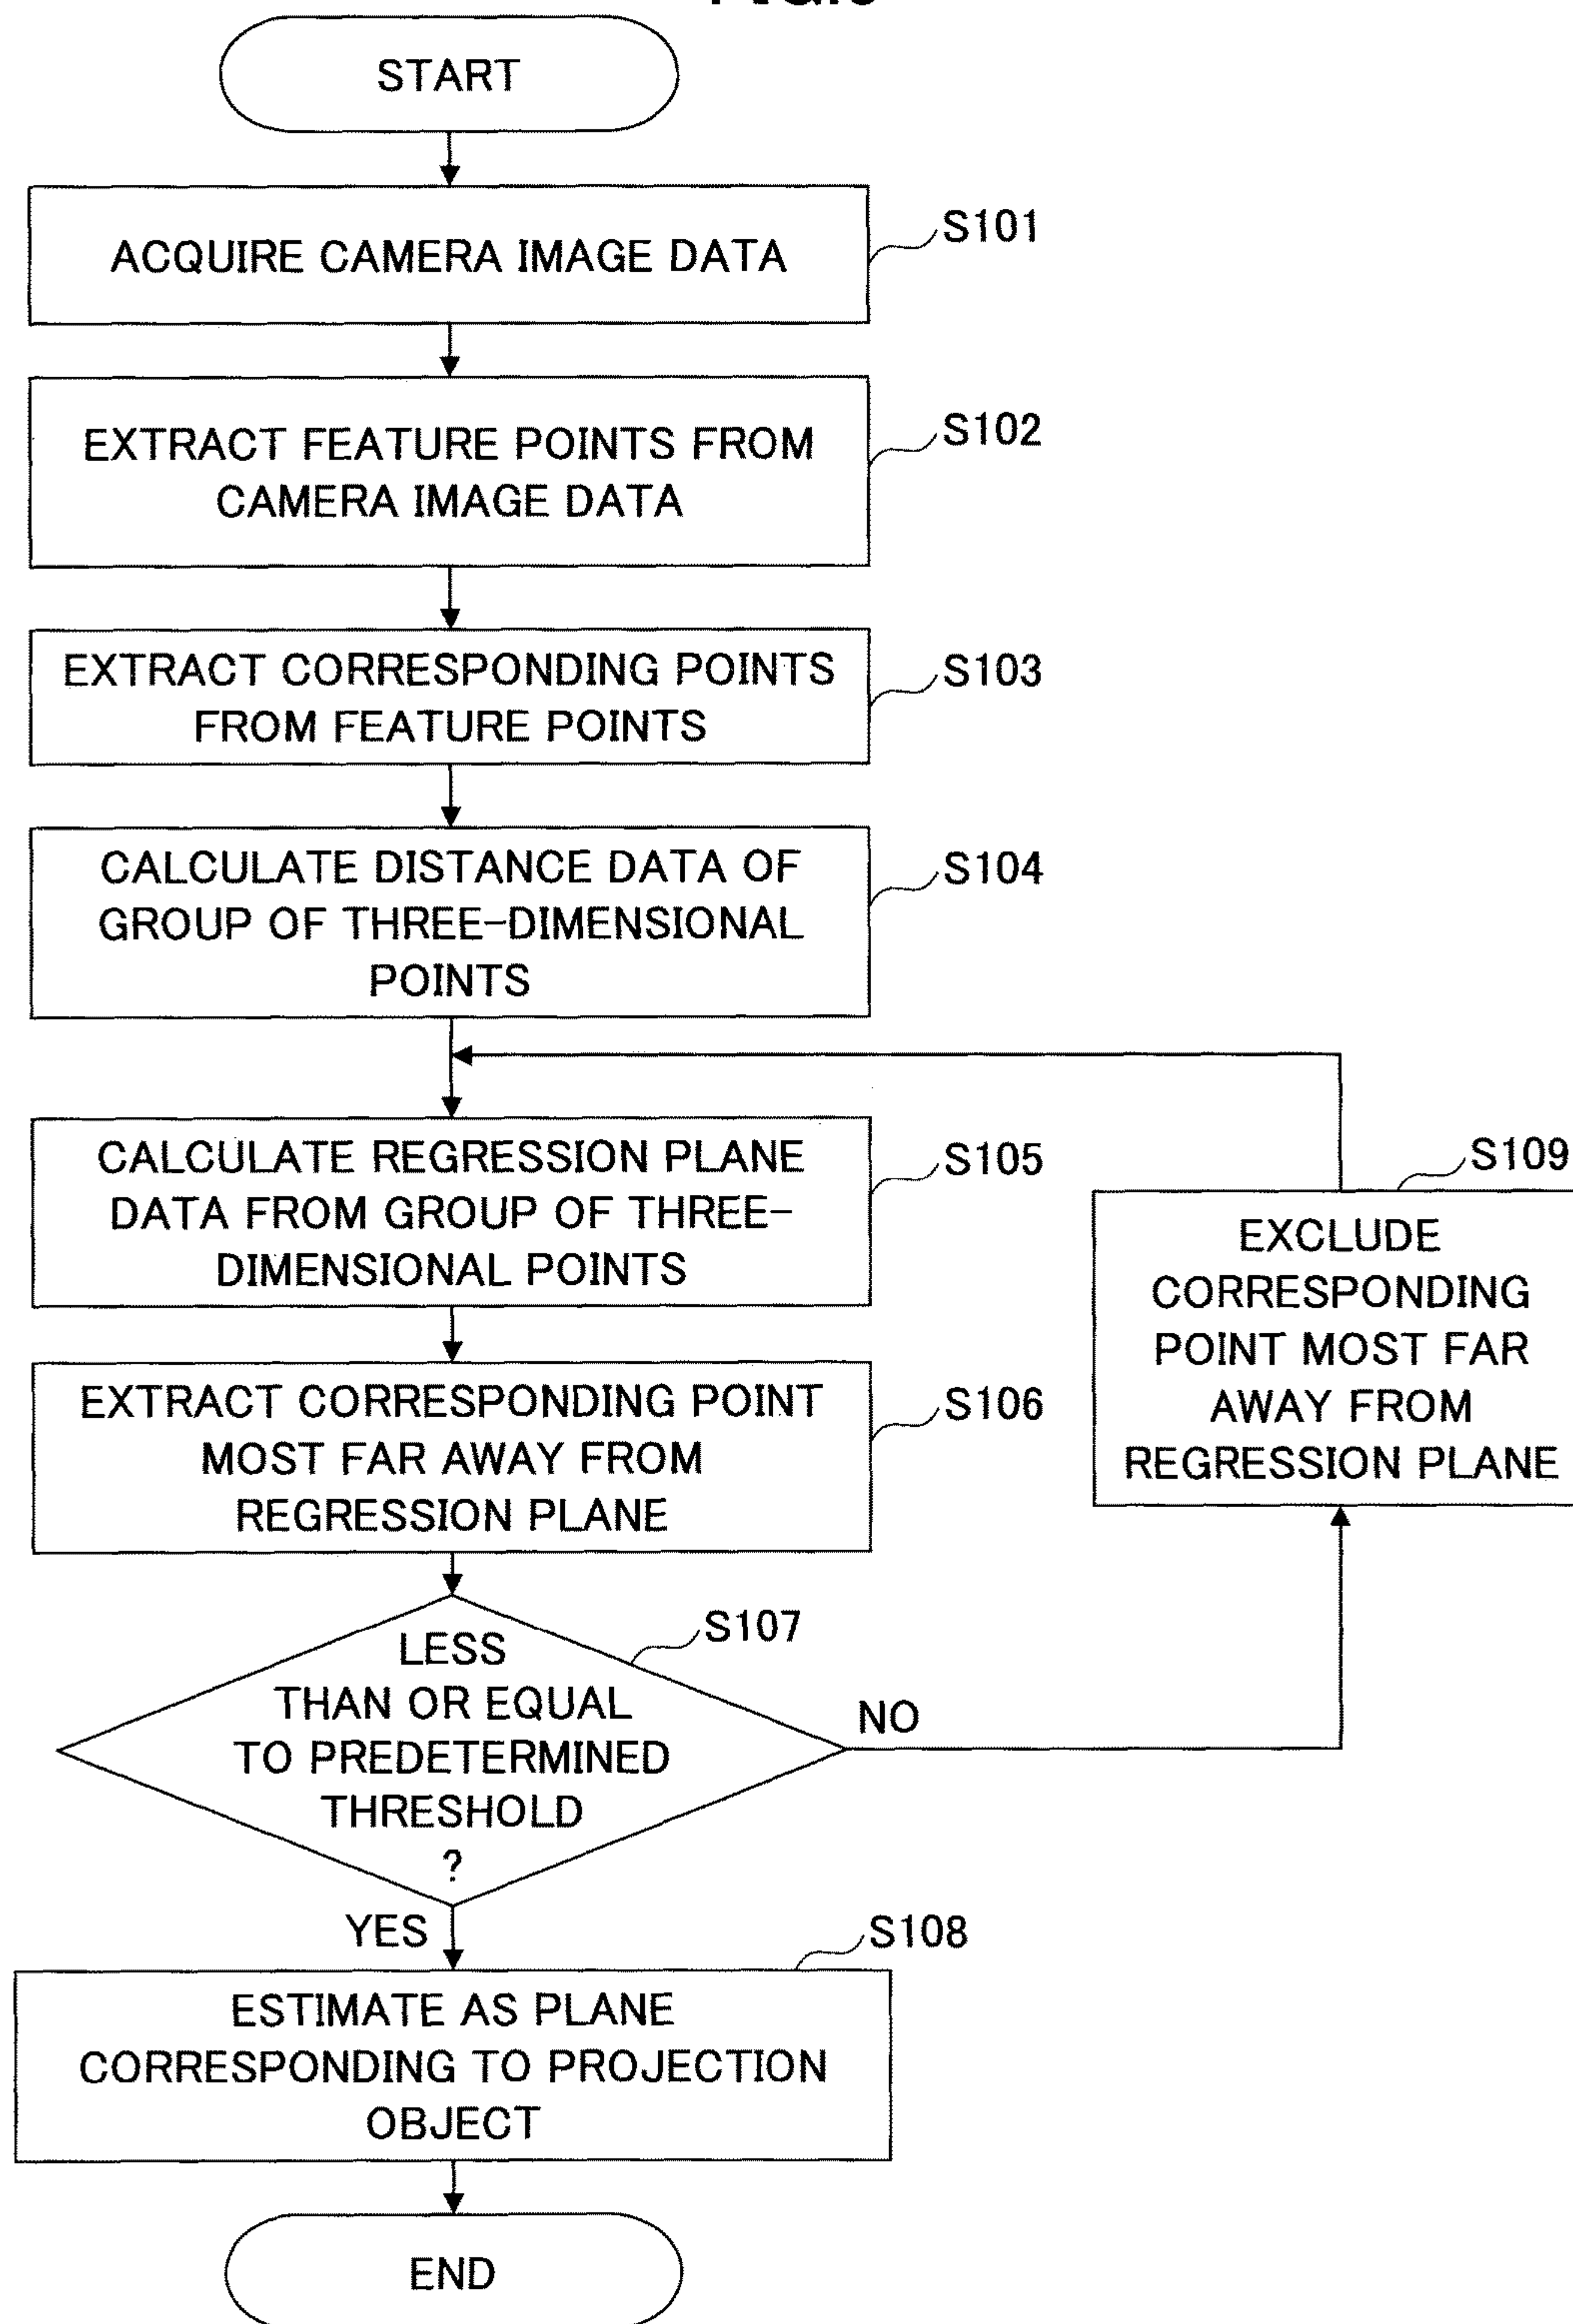 START
ACQUIRE CAMERA IMAGE DATA
S101
EXTRACT FEATURE POINTS FROM
CAMERA IMAGE DATA
S102
EXTRACT CORRESPONDING POINTS
FROM FEATURE POINTS
S103
CALCULATE DISTANCE DATA OF
GROUP OF THREE-DIMENSIONAL
POINTS
S104
CALCULATE REGRESSION PLANE
DATA FROM GROUP OF THREE-
DIMENSIONAL POINTS
S105
EXTRACT CORRESPONDING POINT
MOST FAR AWAY FROM
REGRESSION PLANE
S106
LESS
THAN OR EQUAL
TO PREDETERMINED
THRESHOLD
?
S107
NO
S109
EXCLUDE
CORRESPONDING
POINT MOST FAR
AWAY FROM
REGRESSION PLANE
YES
S108
ESTIMATE AS PLANE
CORRESPONDING TO PROJECTION
OBJECT
END